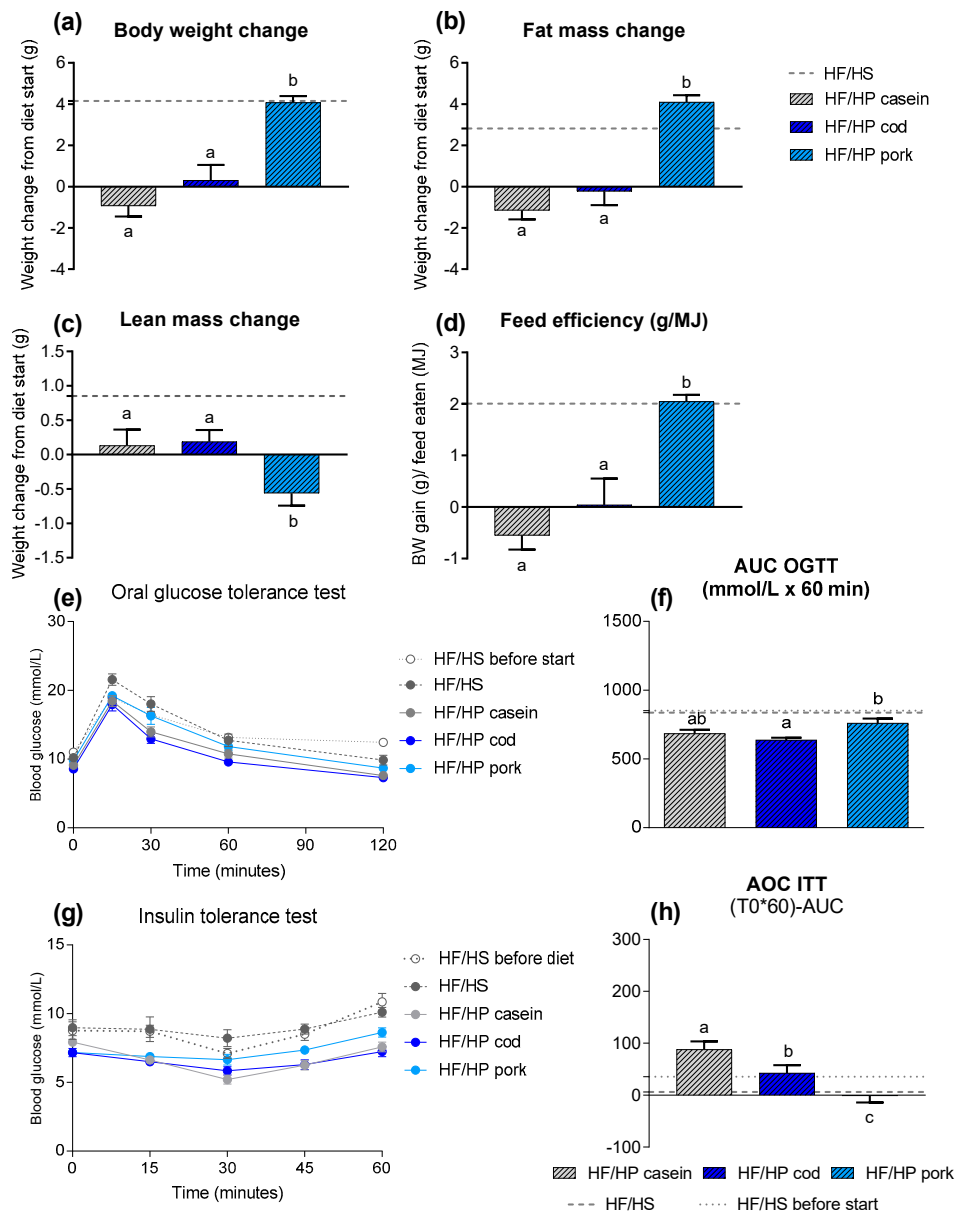 (a)
Body weight change
Weight change from diet start (g)
6
4
2
0
-2
-4
a
a
b
(b)
Fat mass change
Weight change from diet start (g)
6
4
2
0
-2
-4
a
a
b
HF/HS
HF/HP casein
HF/HP cod
HF/HP pork
(c)
Lean mass change
Weight change from diet start (g)
1.5
1.0
0.5
0.0
-0.5
-1.0
-1.5
a
a
b
(d)
Feed efficiency (g/MJ)
BW gain (g)/ feed eaten (MJ)
3
2
1
0
-1
a
a
b
(e)
Oral glucose tolerance test
Blood glucose (mmol/L)
30
20
10
0
0
30
60
90
120
Time (minutes)
HF/HS before start
HF/HS
HF/HP casein
HF/HP cod
HF/HP pork
(f)
AUC OGTT
(mmol/L x 60 min)
1500
1000
500
0
ab
a
b
(g)
Insulin tolerance test
Blood glucose (mmol/L)
15
10
5
0
0
15
30
45
60
Time (minutes)
HF/HS before diet
HF/HS
HF/HP casein
HF/HP cod
HF/HP pork
(h)
AOC ITT
(T0*60)-AUC
300
200
100
0
-100
a
b
c
HF/HP casein
HF/HP cod
HF/HP pork
HF/HS
HF/HS before start